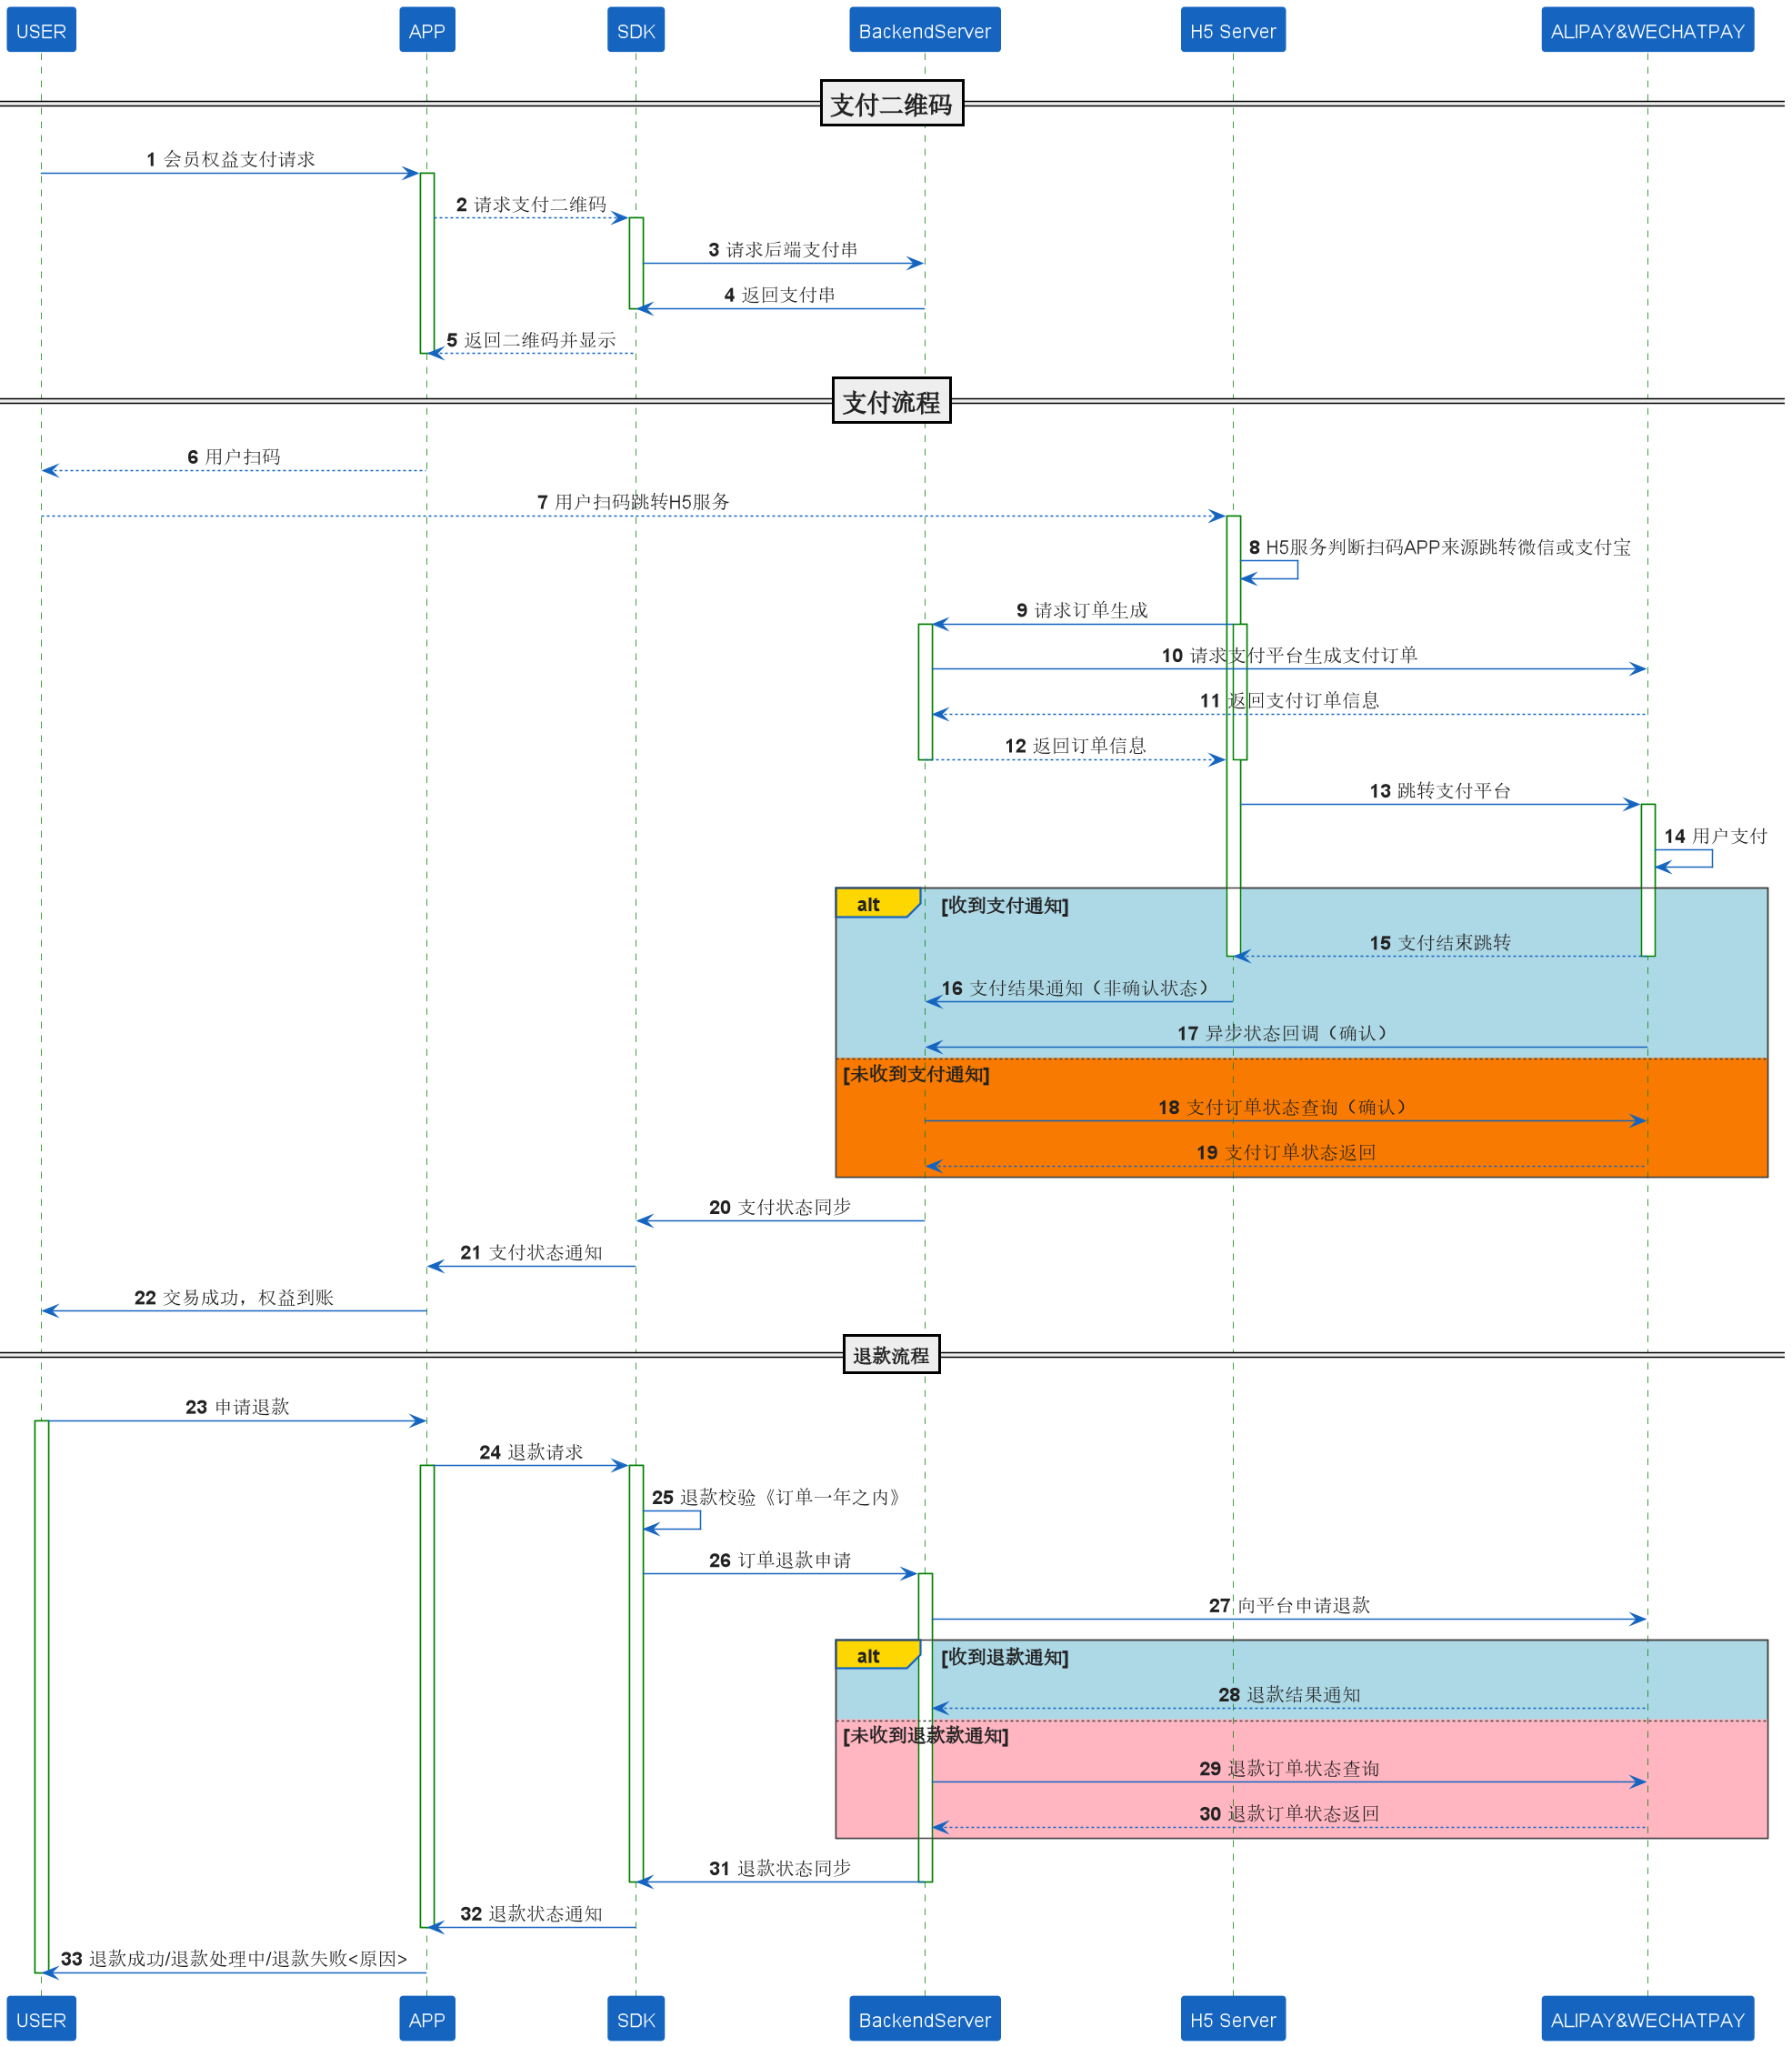 USER
APP
SDK
BackendServer
H5 Server
ALIPAY&WECHATPAY
支付二维码
1 会员权益支付请求
2 请求支付二维码
3 请求后端支付串
4 返回支付串
5 返回二维码并显示
支付流程
6 用户扫码
7 用户扫码跳转H5服务
8 H5服务判断扫码APP来源跳转微信或支付宝
9 请求订单生成
10 请求支付平台生成支付订单
11 返回支付订单信息
12 返回订单信息
13 跳转支付平台
14 用户支付
alt [收到支付通知]
15 支付结束跳转
16 支付结果通知（非确认状态）
17 异步状态回调（确认）
[未收到支付通知]
18 支付订单状态查询（确认）
19 支付订单状态返回
20 支付状态同步
21 支付状态通知
22 交易成功，权益到账
退款流程
23 申请退款
24 退款请求
25 退款校验《订单一年之内》
26 订单退款申请
27 向平台申请退款
alt [收到退款通知]
28 退款结果通知
[未收到退款款通知]
29 退款订单状态查询
30 退款订单状态返回
31 退款状态同步
32 退款状态通知
33 退款成功/退款处理中/退款失败<原因>
USER
APP
SDK
BackendServer
H5 Server
ALIPAY&WECHATPAY